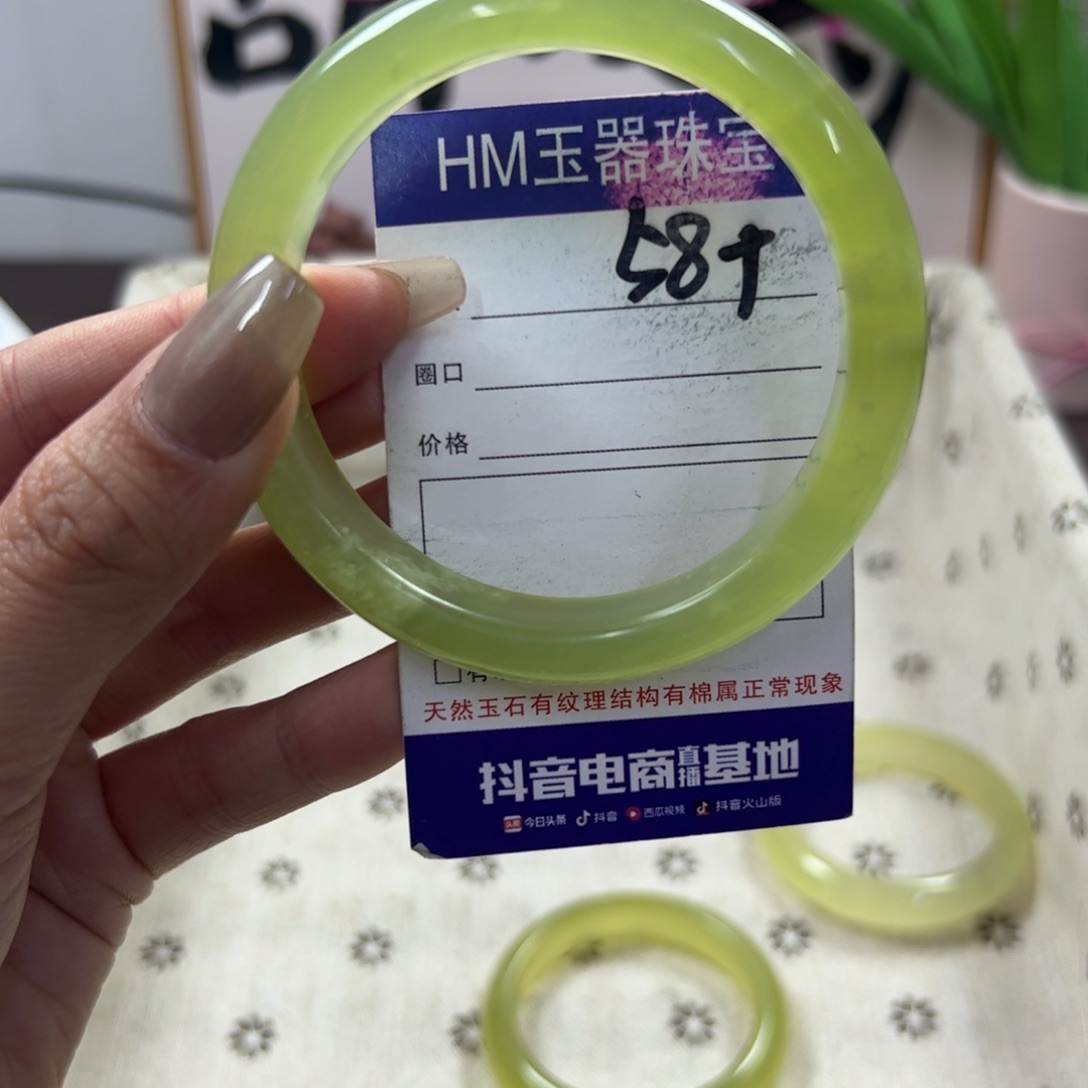 HM玉器珠宝
58+
圈口
价格
天然玉石有纹理结构有棉属正常现象
抖音电商直播基地
头条 今日头条 抖音 西瓜视频 抖音火山版